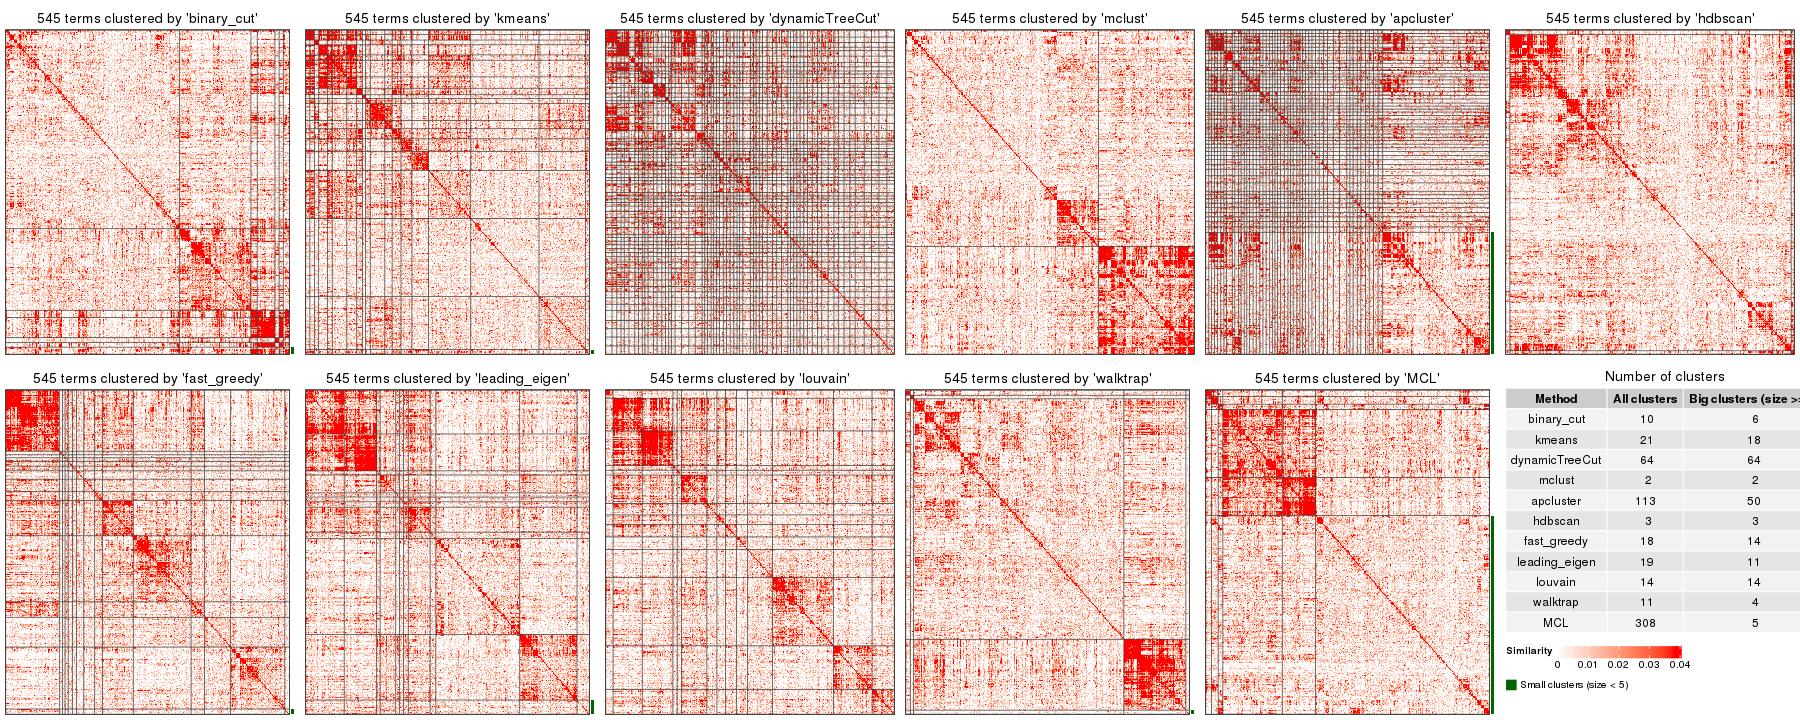 545 terms clustered by 'binary_cut'
545 terms clustered by 'kmeans'
545 terms clustered by 'dynamicTreeCut'
545 terms clustered by 'mclust'
545 terms clustered by 'apcluster'
545 terms clustered by 'hdbscan'
545 terms clustered by 'fast_greedy'
545 terms clustered by 'leading_eigen'
545 terms clustered by 'louvain'
545 terms clustered by 'walktrap'
545 terms clustered by 'MCL'
Number of clusters
Method All clusters Big clusters (size >=
binary_cut 10 6
kmeans 21 18
dynamicTreeCut 64 64
mclust 2 2
apcluster 113 50
hdbscan 3 3
fast_greedy 18 14
leading_eigen 19 11
louvain 14 14
walktrap 11 4
MCL 308 5
Similarity
0 0.01 0.02 0.03 0.04
Small clusters (size < 5)